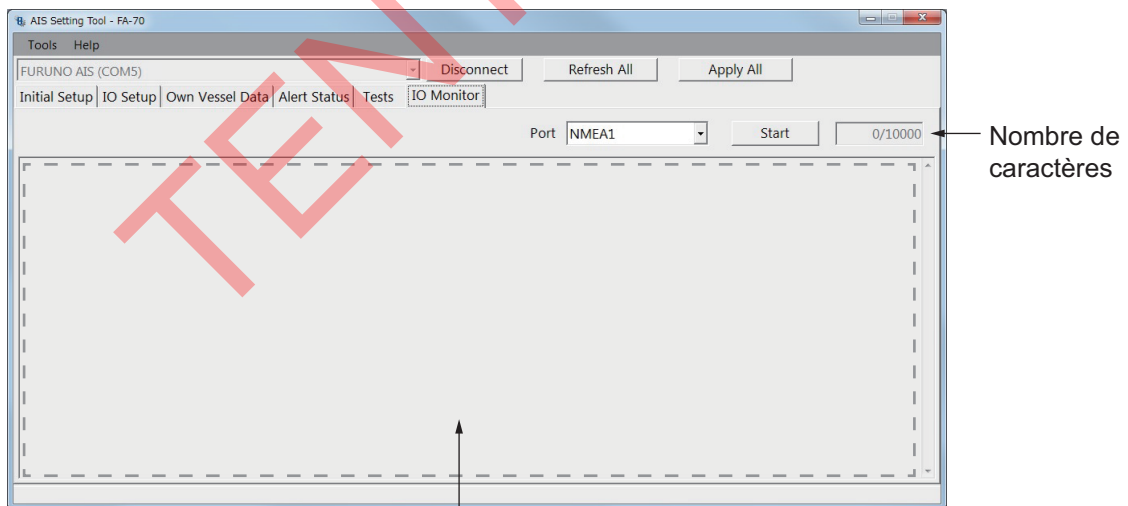 AIS Setting Tool - FA-70
Tools Help
FURUNO AIS (COM5) Disconnect Refresh All Apply All
Initial Setup IO Setup Own Vessel Data Alert Status Tests IO Monitor
Port NMEA1 Start 0/10000
Nombre de
caractères